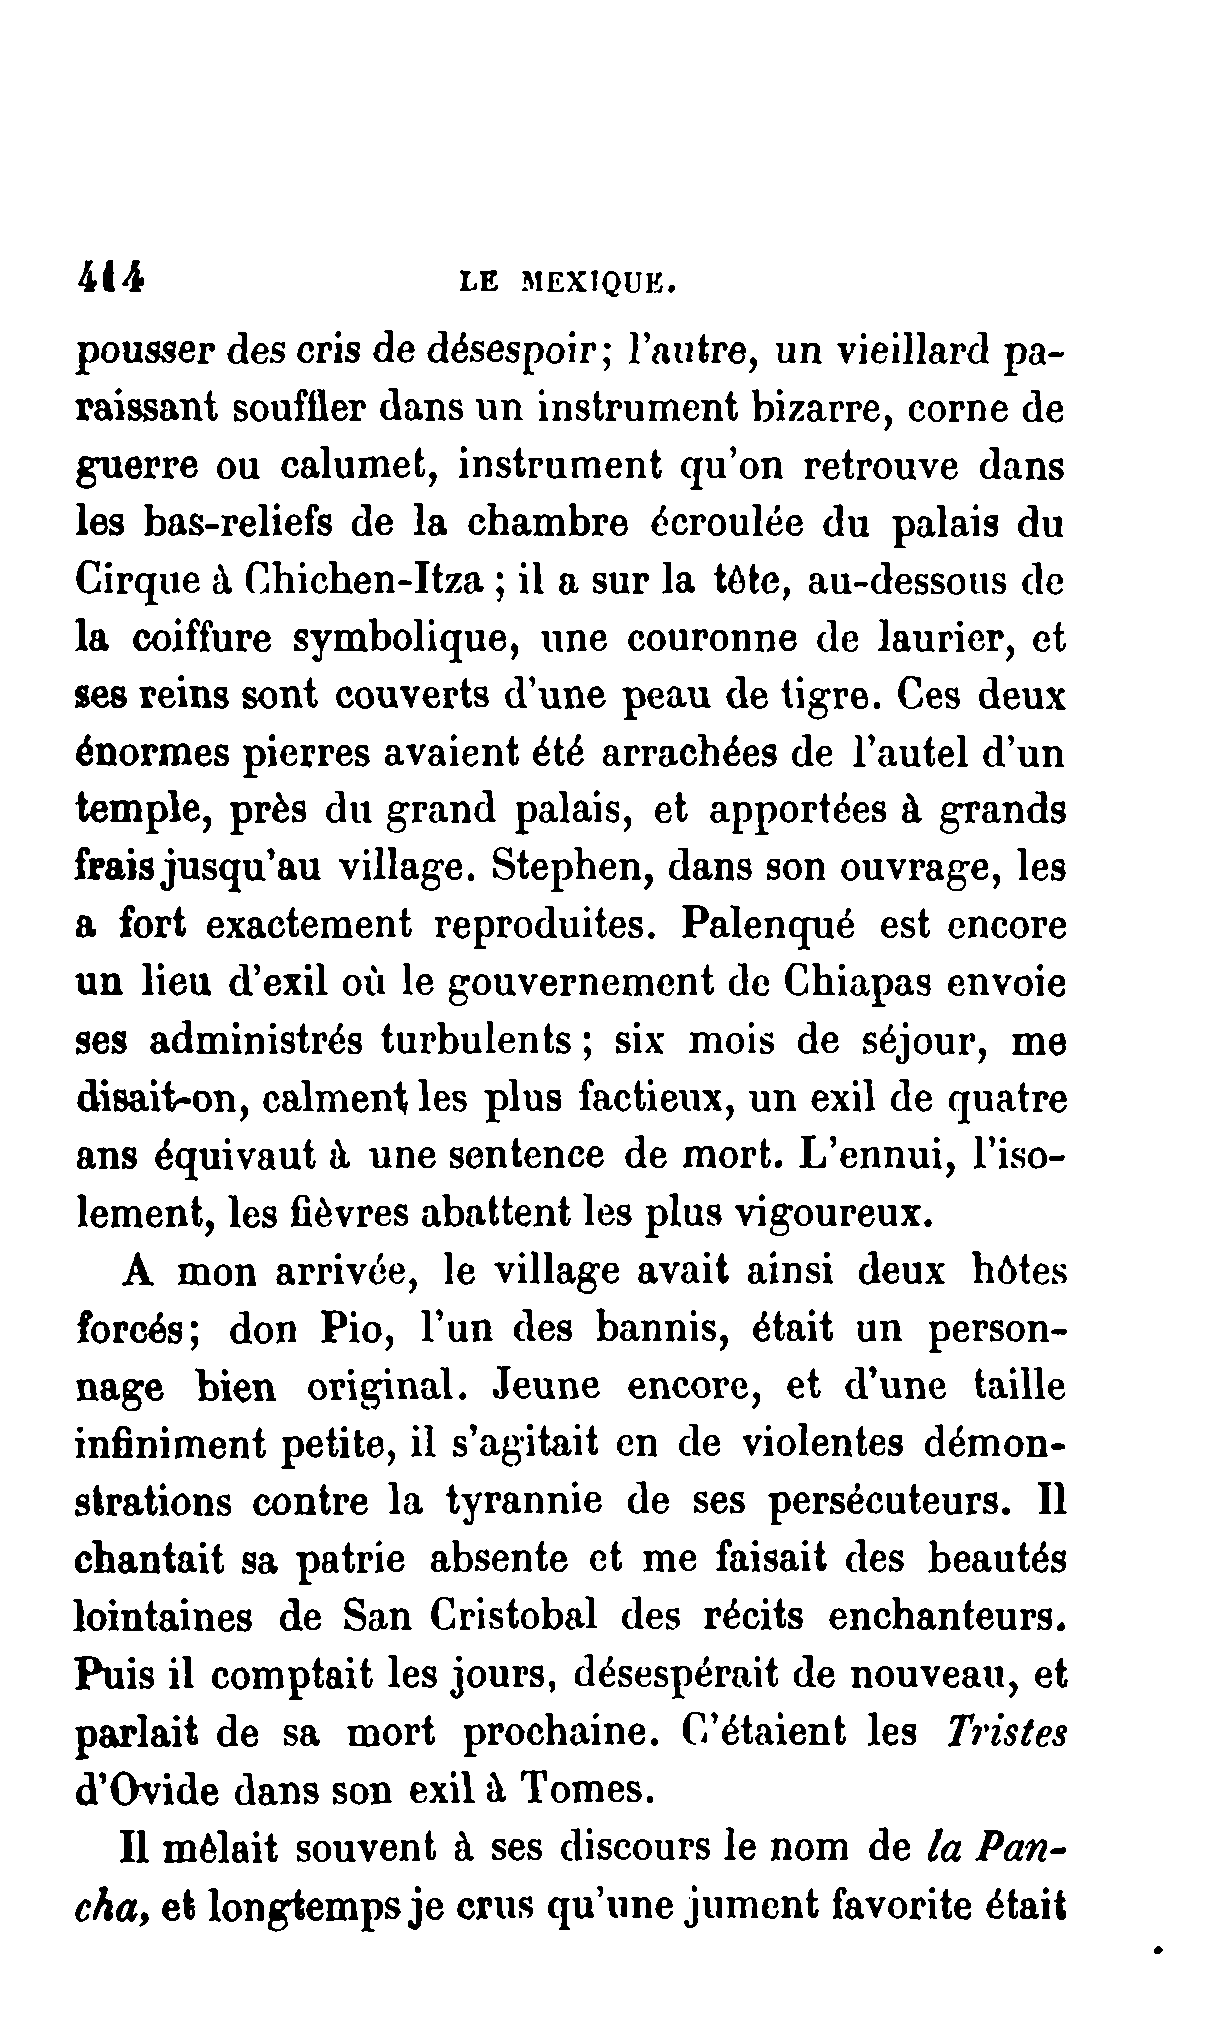 414 LE MEXIQUE.
pousser des cris de désespoir; l'autre, un vieillard pa-
raissant souffler dans un instrument bizarre, corne de
guerre ou calumet, instrument qu'on retrouve dans
les bas-reliefs de la chambre écroulée du palais du
Cirque à Chichen-Itza ; il a sur la tête, au-dessous de
la coiffure symbolique, une couronne de laurier, et
ses reins sont couverts d'une peau de tigre. Ces deux
énormes pierres avaient été arrachées de l'autel d'un
temple, près du grand palais, et apportées à grands
frais jusqu'au village. Stephen, dans son ouvrage, les
a fort exactement reproduites. Palenqué est encore
un lieu d'exil où le gouvernement de Chiapas envoie
ses administrés turbulents ; six mois de séjour, me
disait-on, calment les plus factieux, un exil de quatre
ans équivaut à une sentence de mort. L'ennui, l'iso-
lement, les fièvres abattent les plus vigoureux.
A mon arrivée, le village avait ainsi deux hôtes
forcés; don Pio, l'un des bannis, était un person-
nage bien original. Jeune encore, et d'une taille
infiniment petite, il s'agitait en de violentes démon-
strations contre la tyrannie de ses persécuteurs. Il
chantait sa patrie absente et me faisait des beautés
lointaines de San Cristobal des récits enchanteurs.
Puis il comptait les jours, désespérait de nouveau, et
parlait de sa mort prochaine. C'étaient les Tristes
d'Ovide dans son exil à Tomes.
Il mêlait souvent à ses discours le nom de la Pan-
cha, et longtemps je crus qu'une jument favorite était